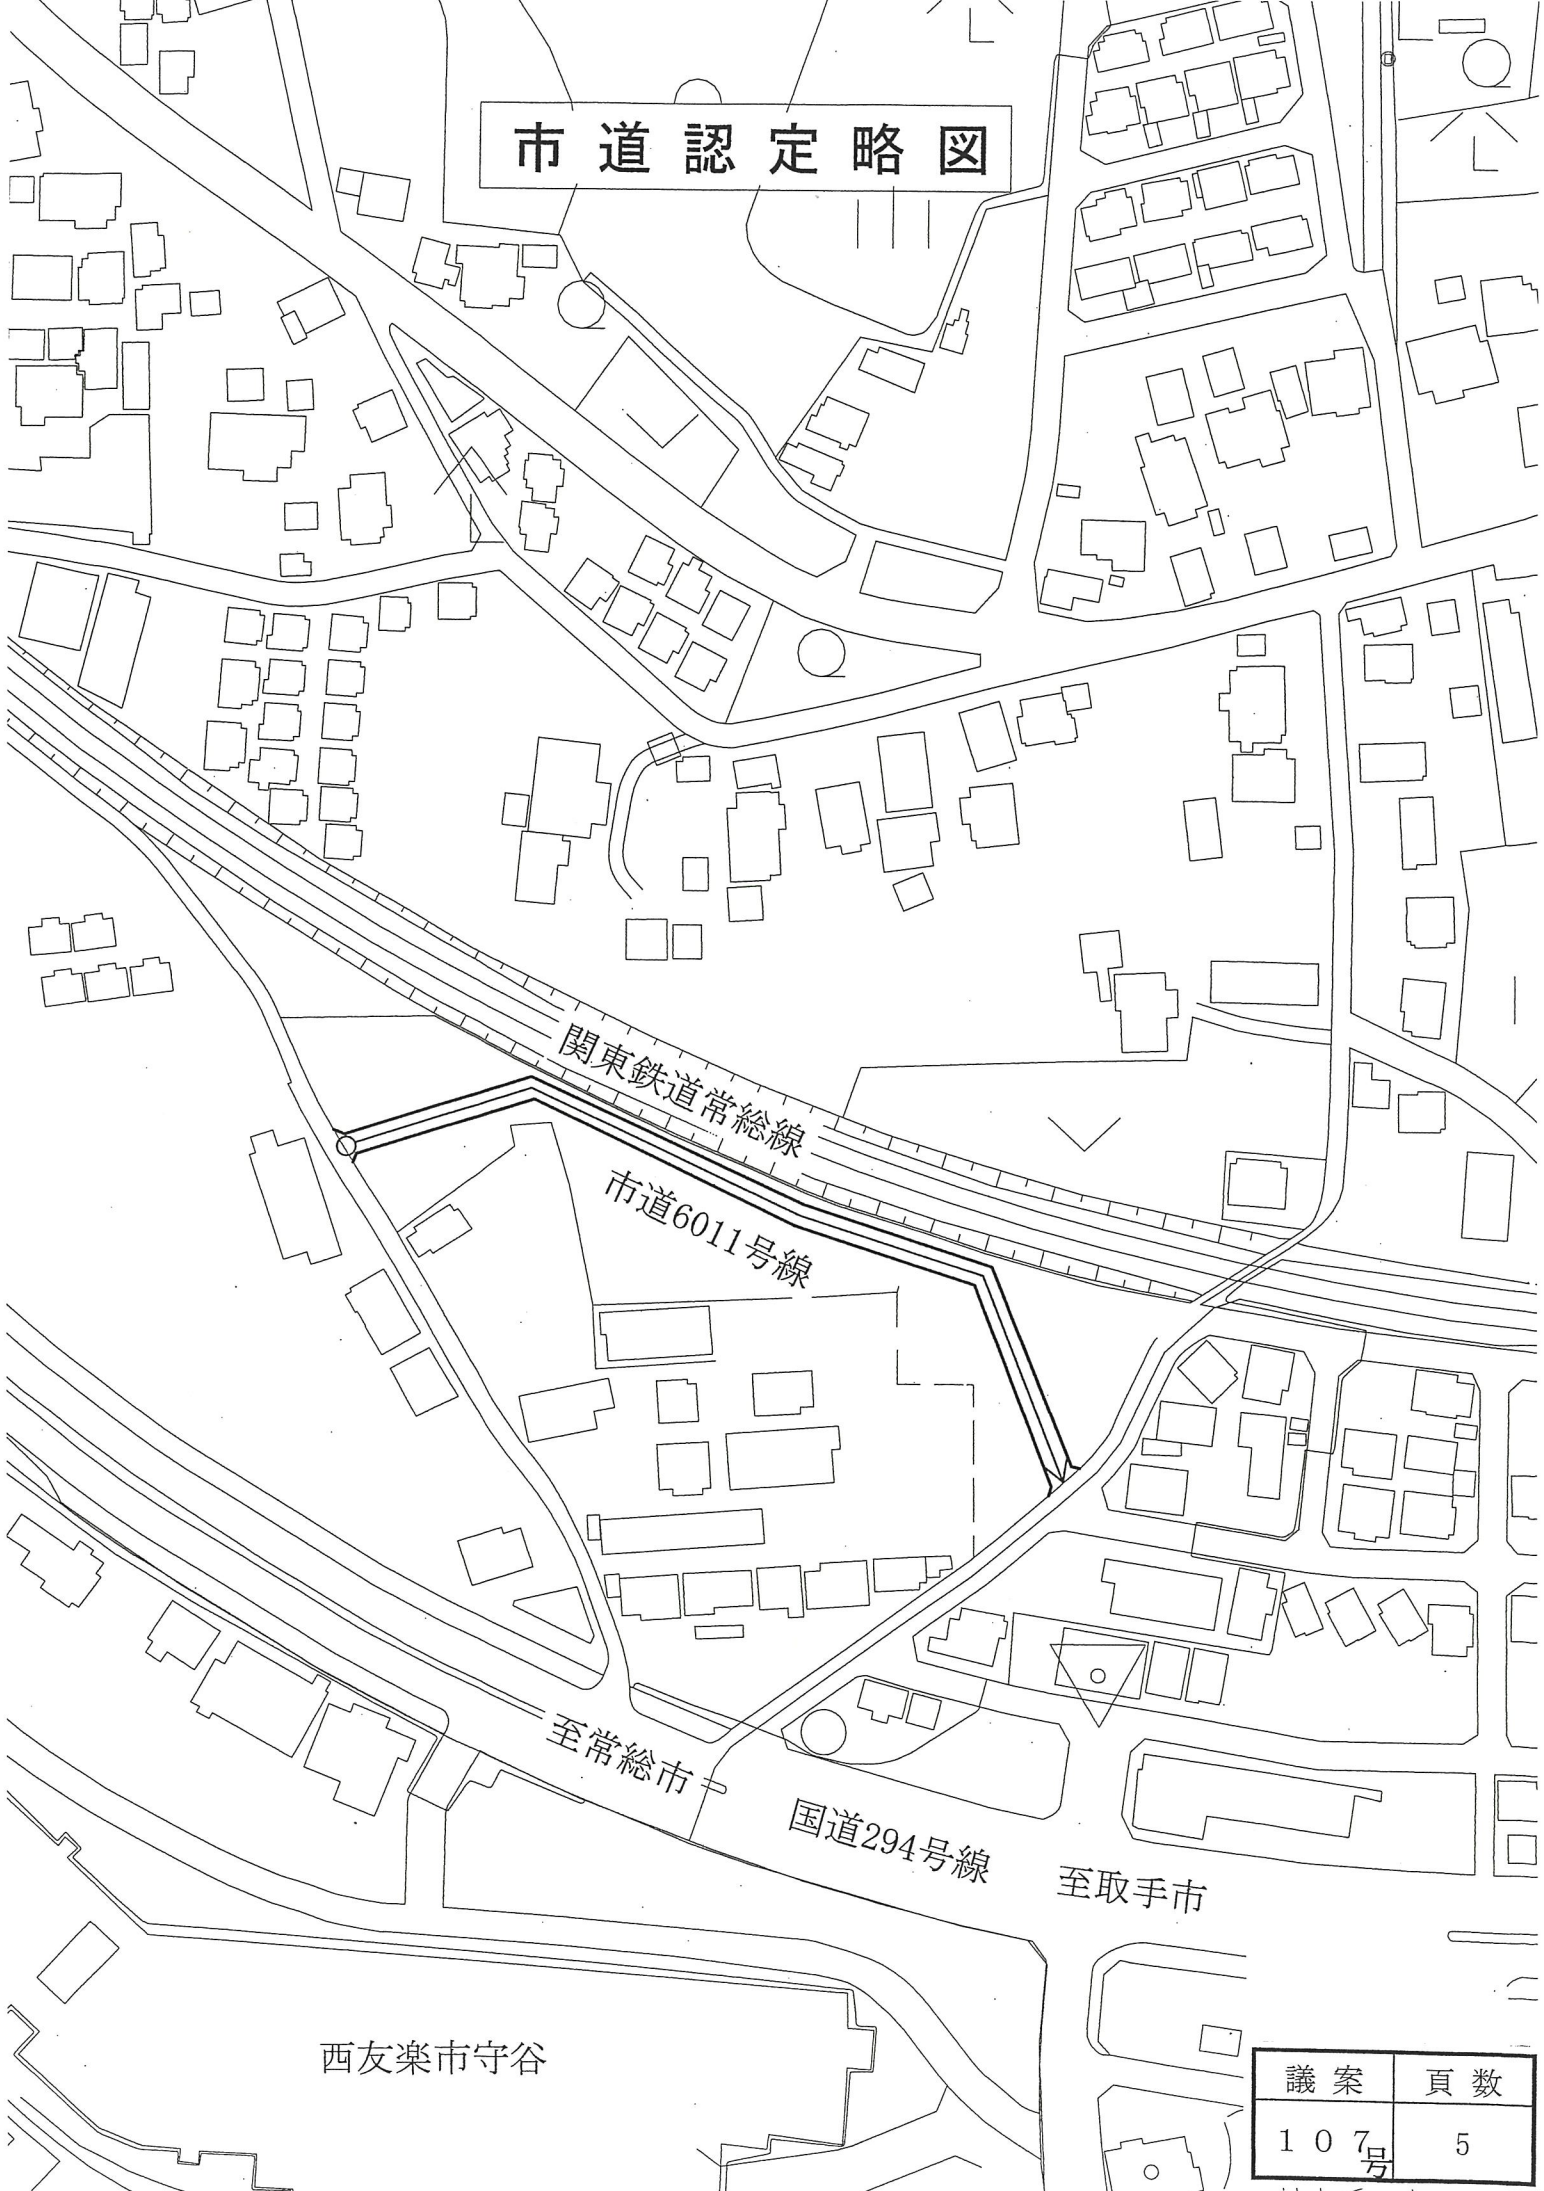 市道認定略図
関東鉄道常総線
市道6011号線
至常総市
国道294号線
至取手市
西友楽市守谷
議案 頁数
107号 5